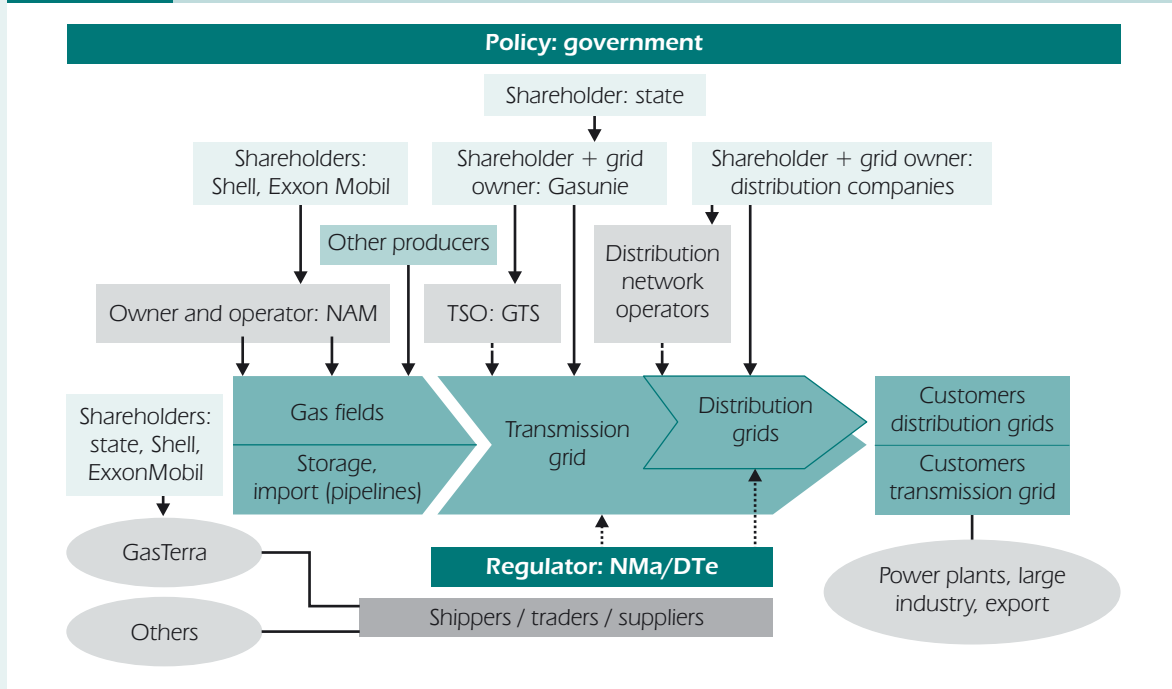 Policy: government
Shareholder: state
Shareholders:
Shell, Exxon Mobil
Shareholder + grid
owner: Gasunie
Shareholder + grid owner:
distribution companies
Other producers
Distribution
network
operators
Owner and operator: NAM
TSO: GTS
Shareholders:
state, Shell,
ExxonMobil
Gas fields
Storage,
import (pipelines)
Transmission
grid
Distribution
grids
Customers
distribution grids
Customers
transmission grid
GasTerra
Others
Regulator: NMa/DTe
Shippers / traders / suppliers
Power plants, large
industry, export